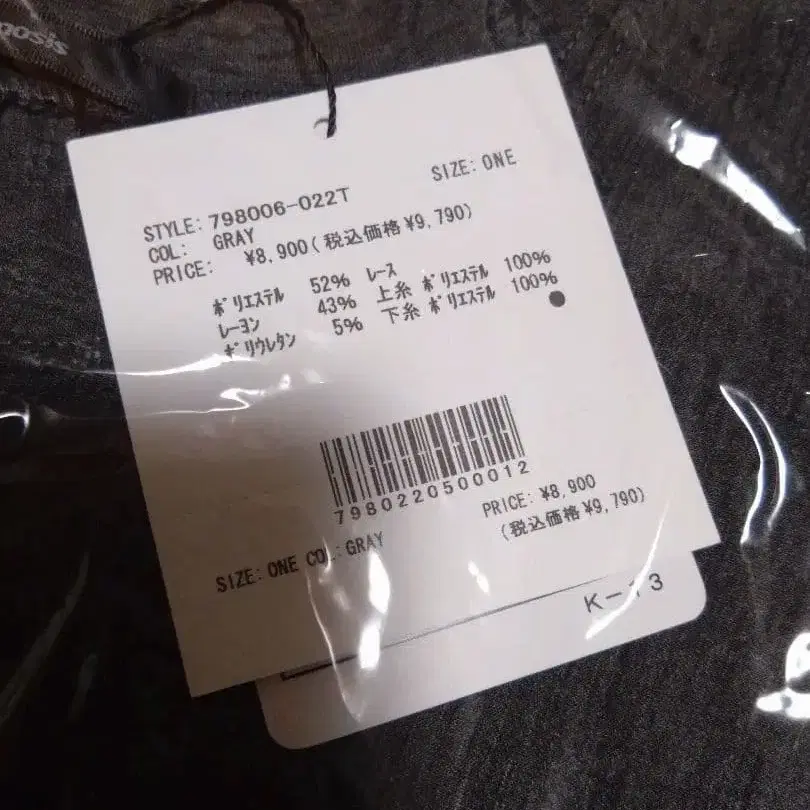 SIZE: ONE
STYLE: 798006-022T
COL: GRAY
PRICE: ¥8,900(税込価格¥9,790)
ﾎﾟﾘｴｽﾃﾙ 52% ﾚｰｽ
ﾚｰﾖﾝ 43% 上糸 ﾎﾟﾘｴｽﾃﾙ 100%
ﾎﾟﾘｳﾚﾀﾝ 5% 下糸 ﾎﾟﾘｴｽﾃﾙ 100%
7980220500012
PRICE: ¥8,900
(税込価格¥9,790)
SIZE: ONE COL: GRAY
K-13